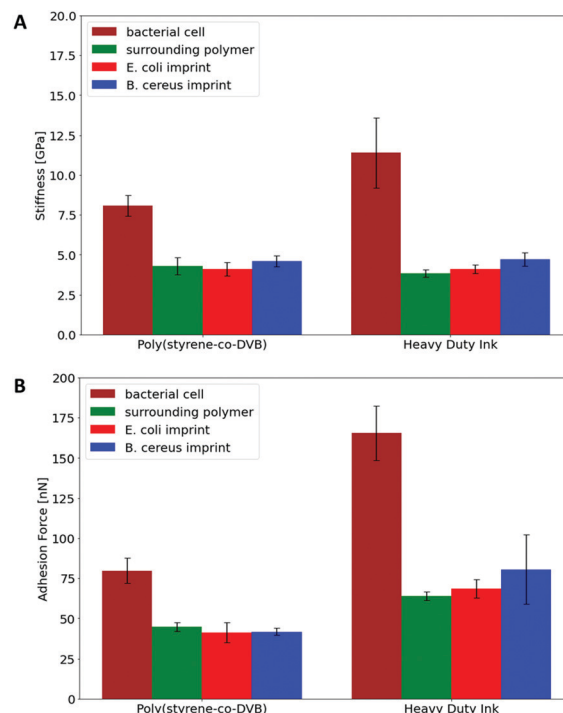 A
20.0
17.5
15.0
12.5
10.0
7.5
5.0
2.5
0.0
Stiffness [GPa]
bacterial cell
surrounding polymer
E. coli imprint
B. cereus imprint
Poly(styrene-co-DVB)
Heavy Duty Ink
B
200
175
150
125
100
75
50
25
0
Adhesion Force [nN]
bacterial cell
surrounding polymer
E. coli imprint
B. cereus imprint
Poly(styrene-co-DVB)
Heavy Duty Ink